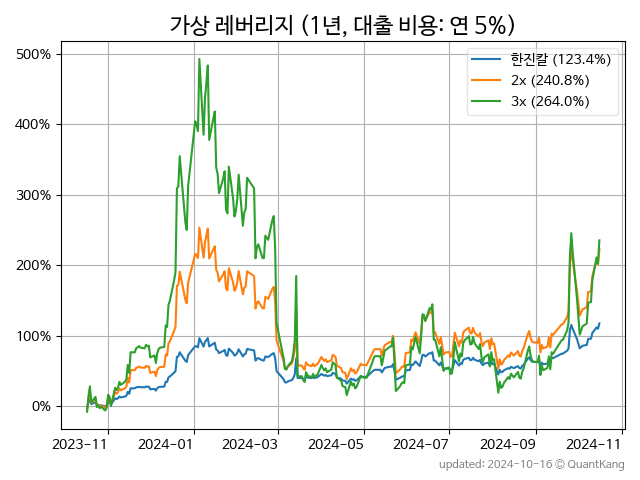 가상 레버리지 (1년, 대출 비용: 연 5%)
한진칼 (123.4%)
2x (240.8%)
3x (264.0%)
500%
400%
300%
200%
100%
0%
2023-11 2024-01 2024-03 2024-05 2024-07 2024-09 2024-11
updated: 2024-10-16 © QuantKang